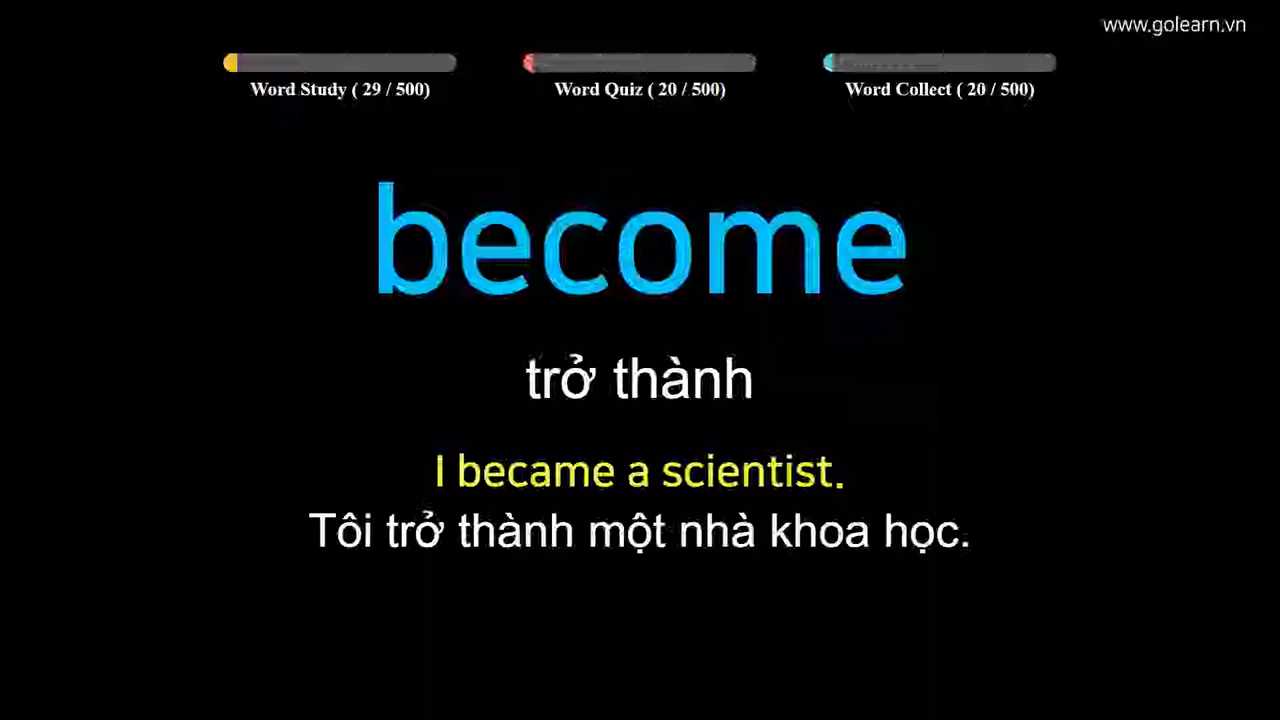 www.golearn.vn
Word Study ( 29 / 500)
Word Quiz ( 20 / 500)
Word Collect ( 20 / 500)
become
trở thành
I became a scientist.
Tôi trở thành một nhà khoa học.